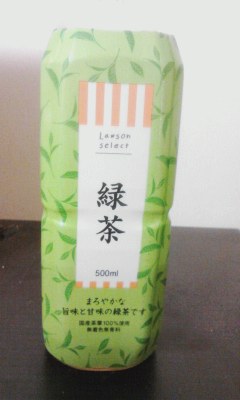 Lawson
select
緑茶
500ml
まろやかな
旨味と甘味の緑茶です
国産茶葉100%使用
無着色無香料